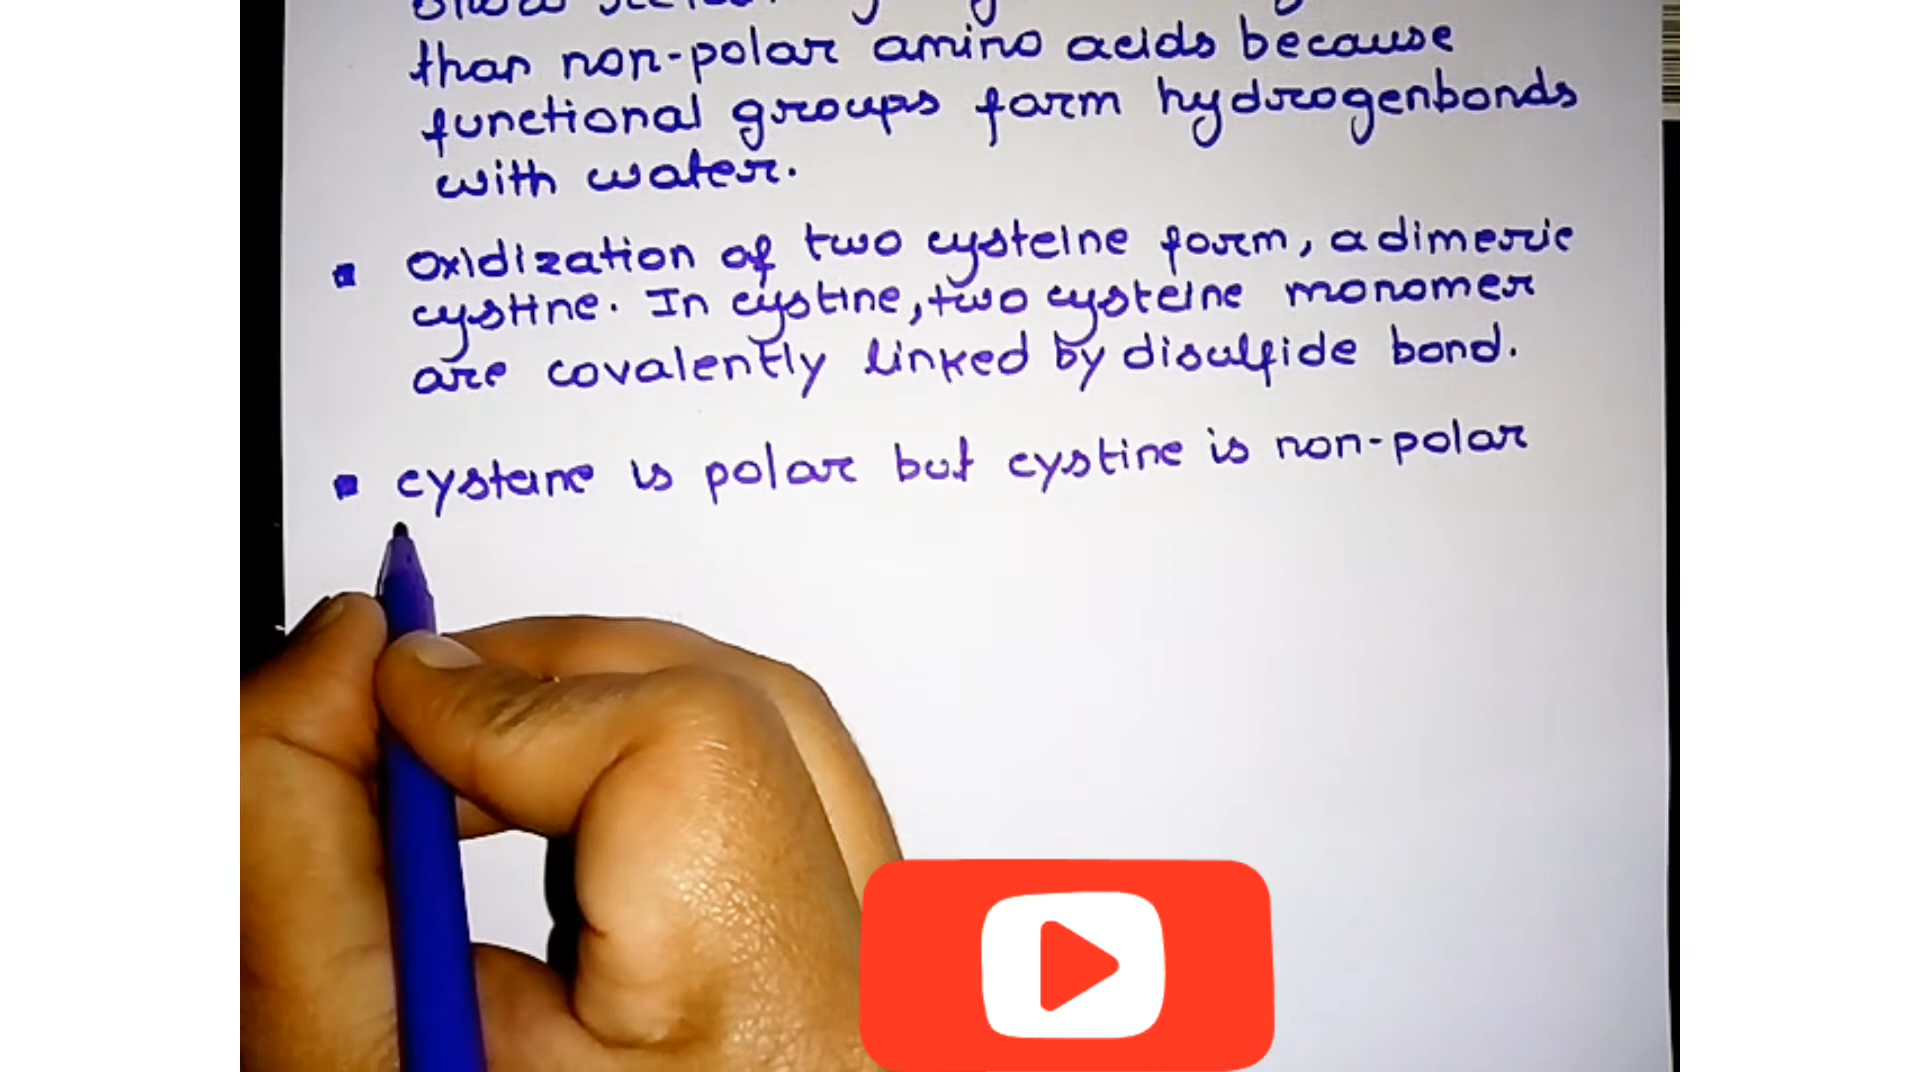 than non-polar amino acids because
functional groups form hydrogenbonds
with water.
▪ Oxidization of two cysteine form, a dimeric
cystine. In cystine, two cysteine monomer
are covalently linked by disulfide bond.
▪ cysteine is polar but cystine is non-polar